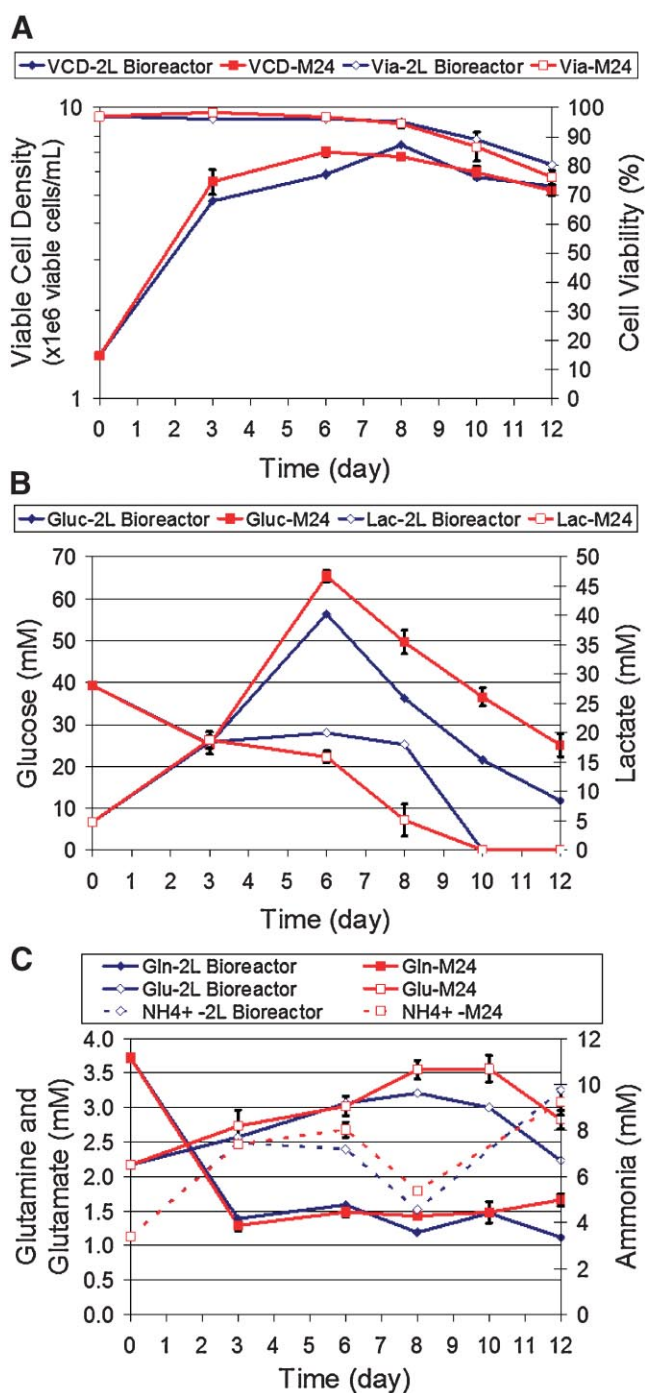 A
VCD-2L Bioreactor VCD-M24 Via-2L Bioreactor Via-M24
10
1
Viable Cell Density
(x1e6 viable cells/mL)
100
90
80
70
60
50
40
30
20
10
0
Cell Viability (%)
0 1 2 3 4 5 6 7 8 9 10 11 12
Time (day)
B
Gluc-2L Bioreactor Gluc-M24 Lac-2L Bioreactor Lac-M24
70
60
50
40
30
20
10
0
Glucose (mM)
50
45
40
35
30
25
20
15
10
5
0
Lactate (mM)
0 1 2 3 4 5 6 7 8 9 10 11 12
Time (day)
C
Gln-2L Bioreactor Gln-M24
Glu-2L Bioreactor Glu-M24
NH4+ -2L Bioreactor NH4+ -M24
4.0
3.5
3.0
2.5
2.0
1.5
1.0
0.5
0.0
Glutamine and
Glutamate (mM)
12
10
8
6
4
2
0
Ammonia (mM)
0 1 2 3 4 5 6 7 8 9 10 11 12
Time (day)